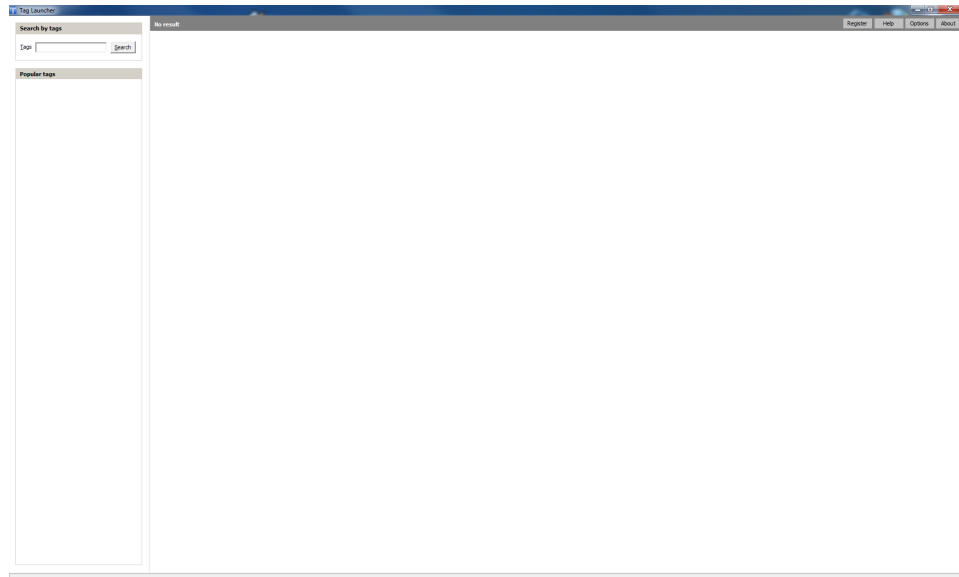 Tag Launcher
Search by tags
Tags Search
Popular tags
No result
Register Help Options About